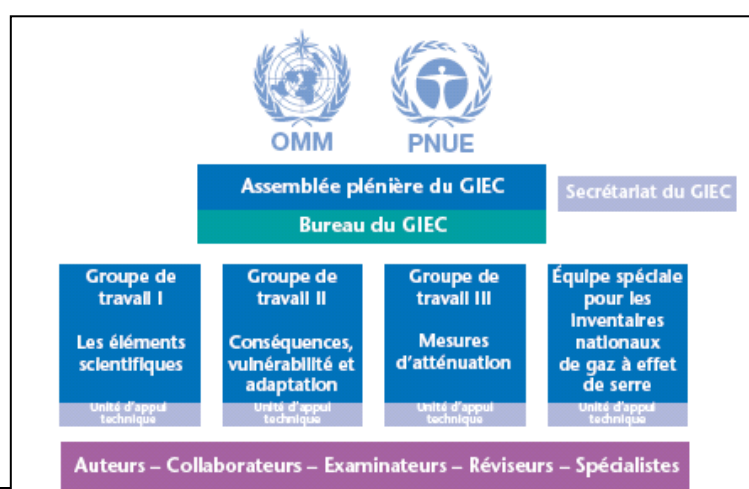 OMM
PNUE
Assemblée plénière du GIEC
Secrétariat du GIEC
Bureau du GIEC
Groupe de
travail I
Les éléments
scientifiques
Unité d'appui
technique
Groupe de
travail II
Conséquences,
vulnérabilité et
adaptation
Unité d'appui
technique
Groupe de
travail III
Mesures
d'atténuation
Unité d'appui
technique
Équipe spéciale
pour les
inventaires
nationaux
de gaz à effet
de serre
Unité d'appui
technique
Auteurs – Collaborateurs – Examinateurs – Réviseurs – Spécialistes